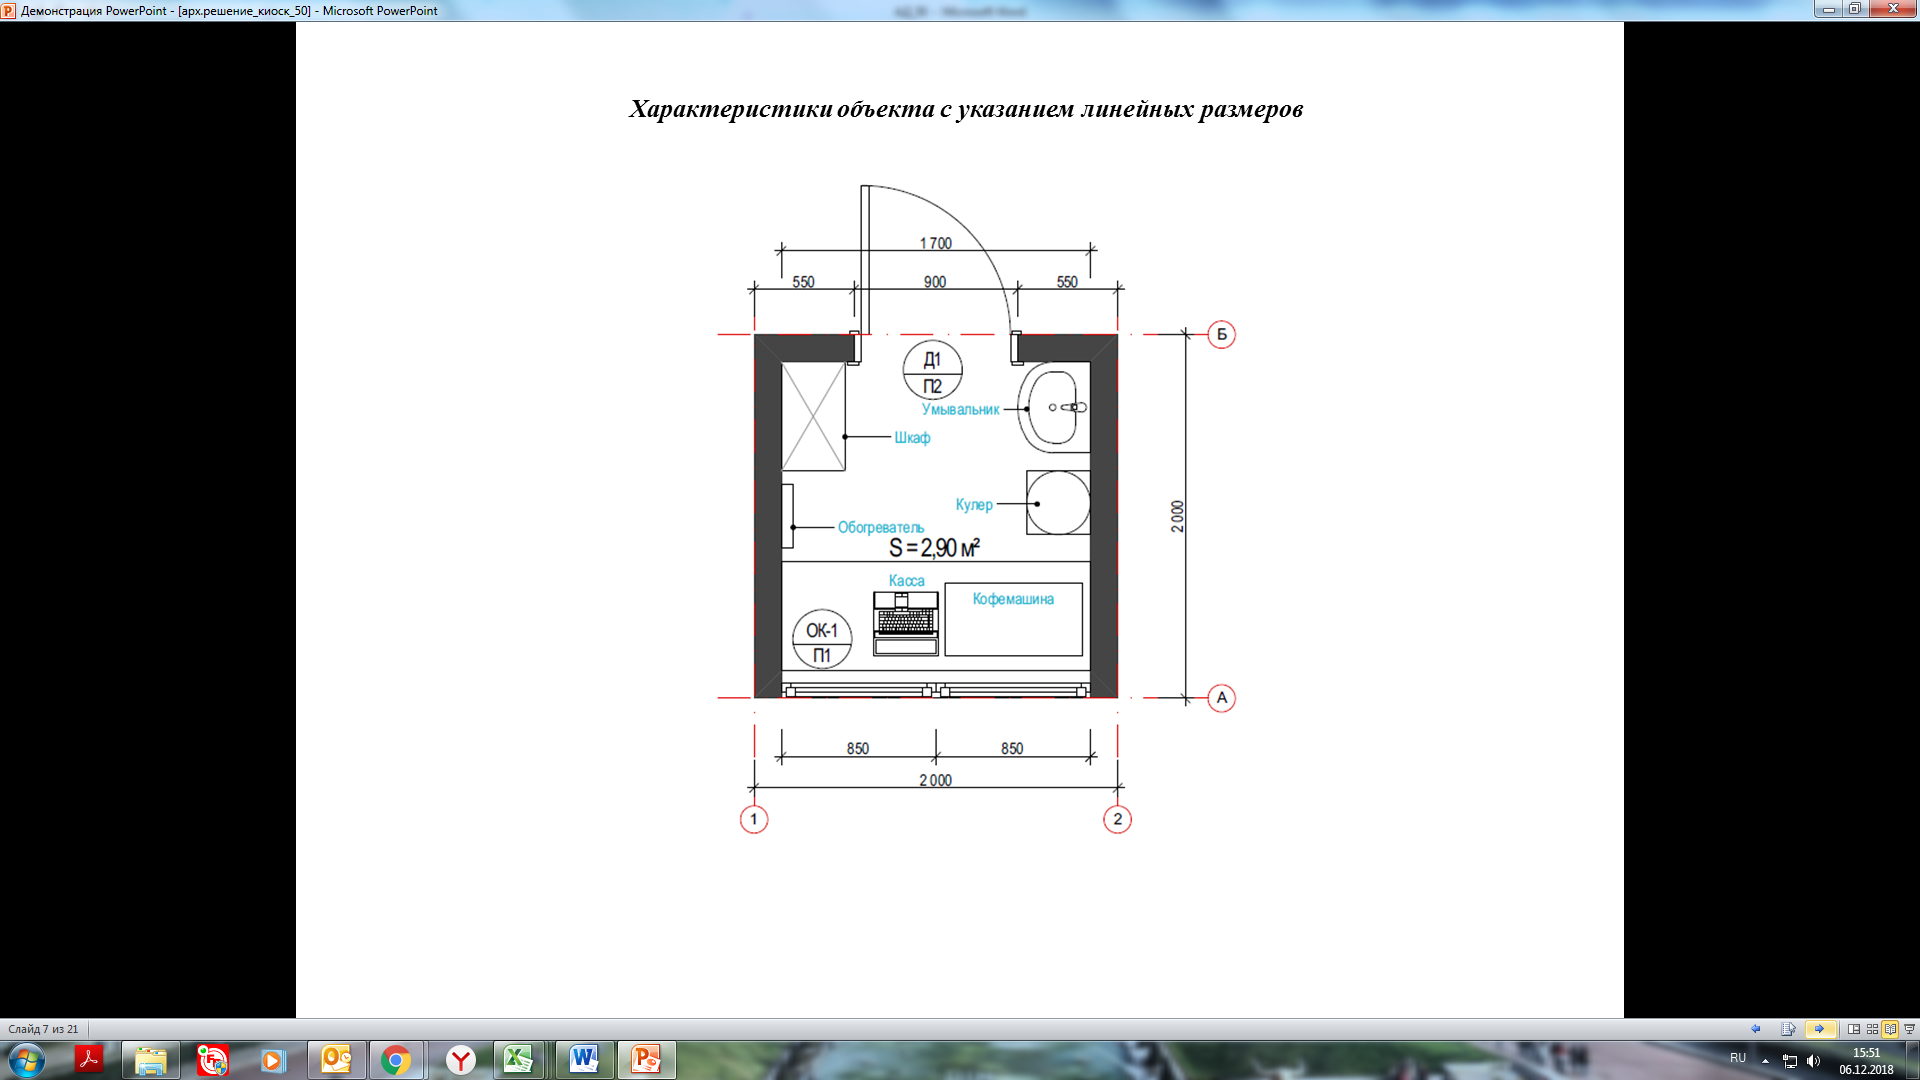 Демонстрация PowerPoint - [арх.решение_киоск_50] - Microsoft PowerPoint
Характеристики объекта с указанием линейных размеров
1 700
550 900 550
Б
Д1
П2
Умывальник
Шкаф
Кулер
2 000
Обогреватель
S = 2,90 м²
Касса
Кофемашина
ОК-1
П1
А
850 850
2 000
1 2
Слайд 7 из 21
RU
15:51
06.12.2018